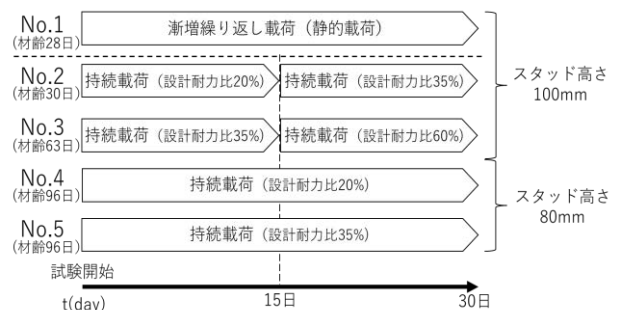 No.1
(材齢28日)
漸増繰り返し載荷（静的載荷）
No.2
(材齢30日)
持続載荷（設計耐力比20%）
持続載荷（設計耐力比35%）
スタッド高さ
100mm
No.3
(材齢63日)
持続載荷（設計耐力比35%）
持続載荷（設計耐力比60%）
No.4
(材齢96日)
持続載荷（設計耐力比20%）
スタッド高さ
80mm
No.5
(材齢96日)
持続載荷（設計耐力比35%）
試験開始
t(day)
15日
30日